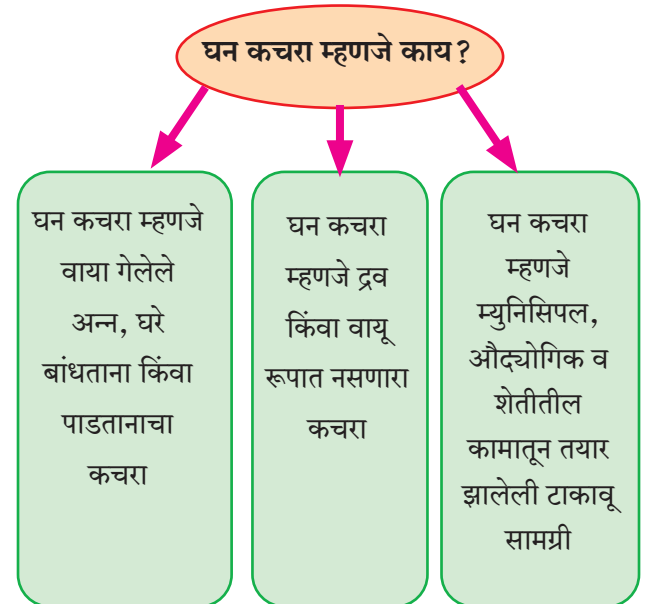 घन कचरा म्हणजे काय?
घन कचरा म्हणजे
वाया गेलेले
अन्न, घरे
बांधताना किंवा
पाडतानाचा
कचरा
घन कचरा
म्हणजे द्रव
किंवा वायू
रूपात नसणारा
कचरा
घन कचरा
म्हणजे
म्युनिसिपल,
औद्योगिक व
शेतीतील
कामातून तयार
झालेली टाकावू
सामग्री